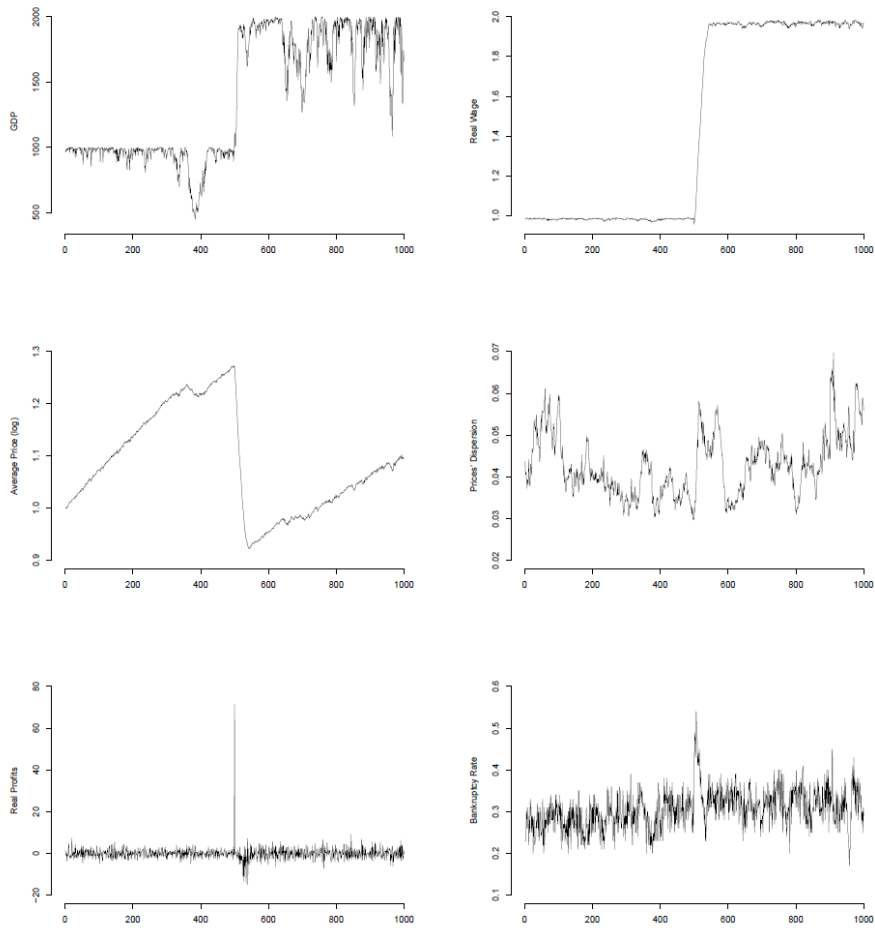 GDP
2000
1500
1000
500
0 200 400 600 800 1000
Real Wage
2.0
1.8
1.6
1.4
1.2
1.0
0 200 400 600 800 1000
Average Price (log)
1.3
1.2
1.1
1.0
0.9
0 200 400 600 800 1000
Prices' Dispersion
0.07
0.06
0.05
0.04
0.03
0.02
0 200 400 600 800 1000
Real Profits
80
60
40
20
0
−20
0 200 400 600 800 1000
Bankruptcy Rate
0.6
0.5
0.4
0.3
0.2
0.1
0 200 400 600 800 1000